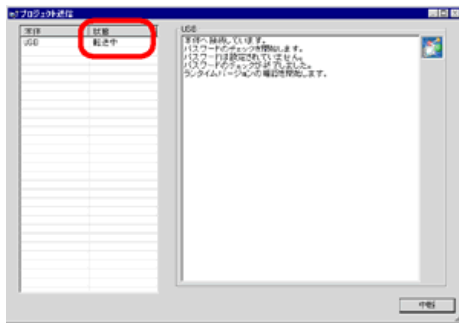 プロジェクト送信
本体
状態
USB
転送中
USB
本体へ接続しています。
パスワードのチェックを開始します。
パスワードは設定されていません。
パスワードのチェックが終了しました。
ランタイムバージョンの確認を開始します。
中断